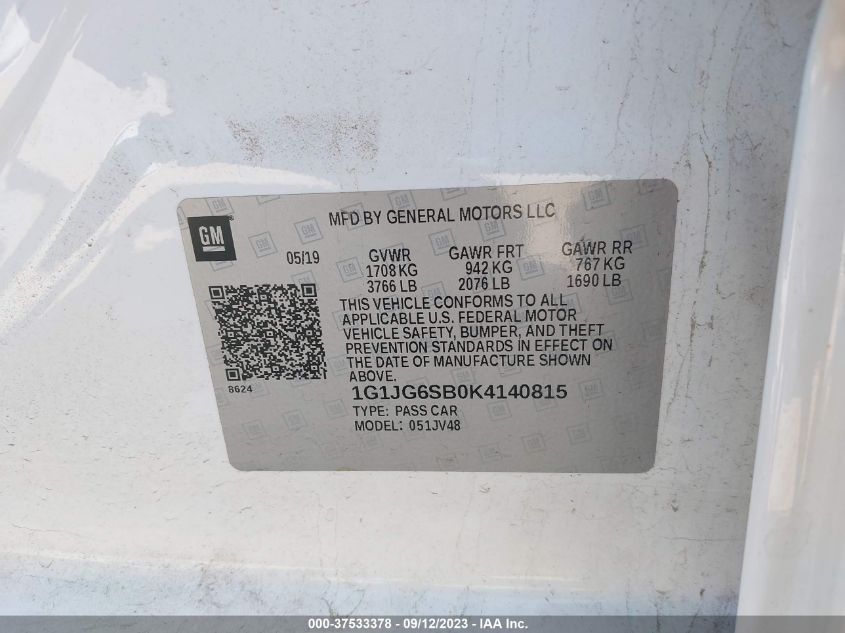 GM
MFD BY GENERAL MOTORS LLC
05/19 GVWR GAWR FRT GAWR RR
1708 KG 942 KG 767 KG
3766 LB 2076 LB 1690 LB
THIS VEHICLE CONFORMS TO ALL
APPLICABLE U.S. FEDERAL MOTOR
VEHICLE SAFETY, BUMPER, AND THEFT
PREVENTION STANDARDS IN EFFECT ON
THE DATE OF MANUFACTURE SHOWN
ABOVE.
8624
1G1JG6SB0K4140815
TYPE: PASS CAR
MODEL: 051JV48
000-37533378 - 09/12/2023 - IAA Inc.